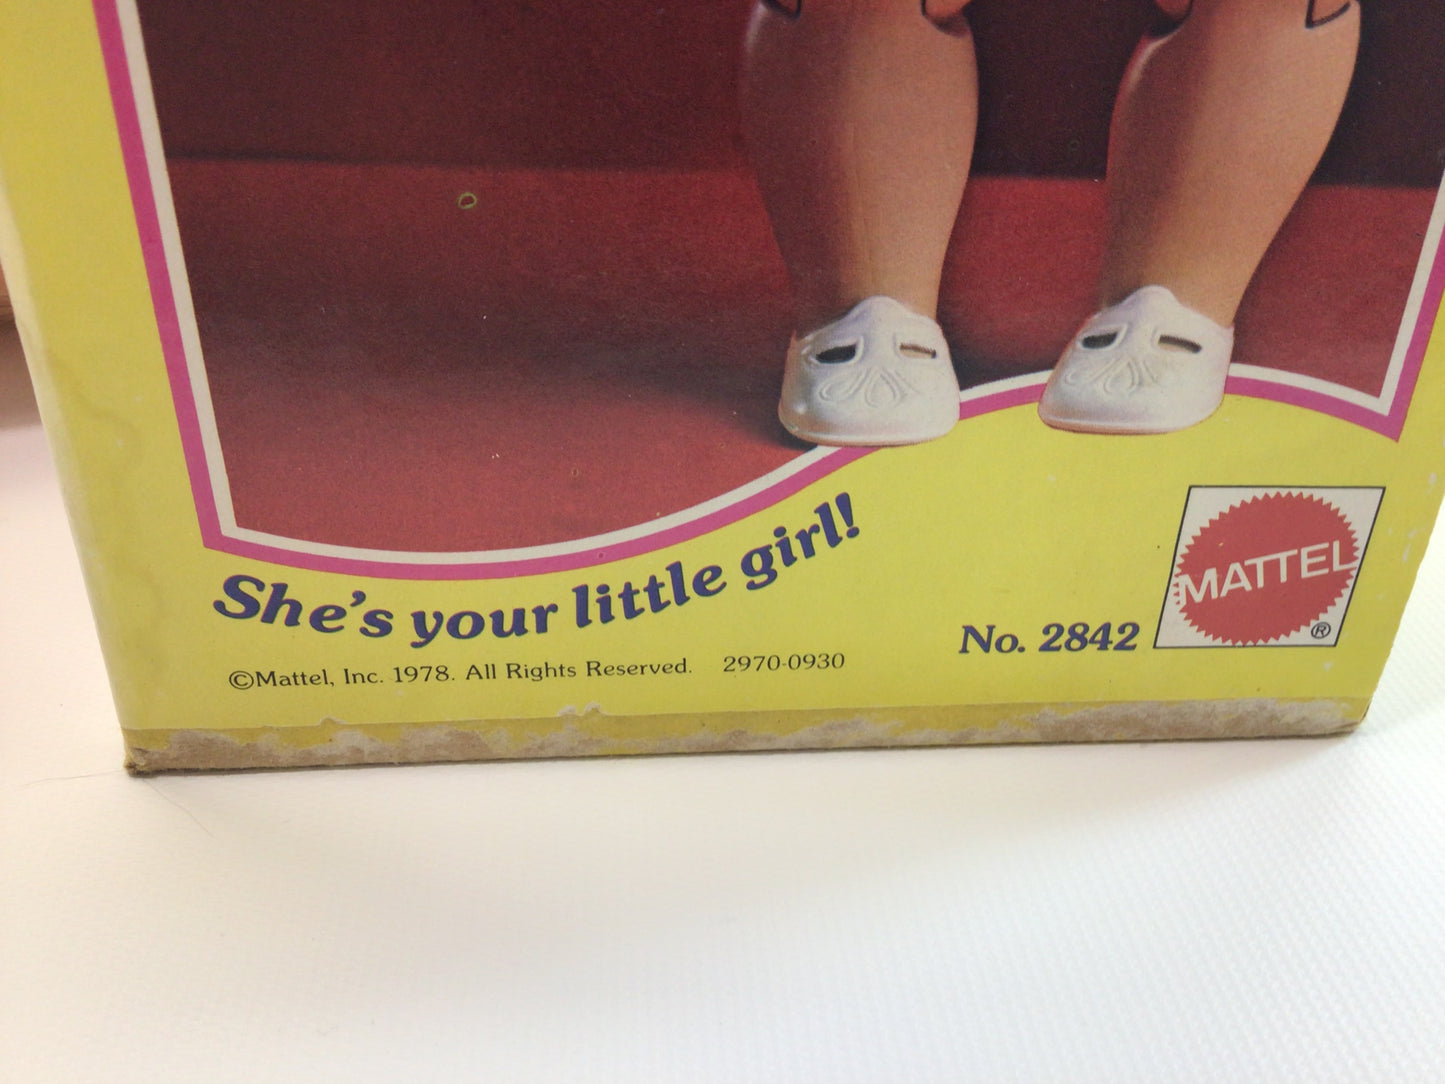 She's your little girl!
©Mattel, Inc. 1978. All Rights Reserved. 2970-0930
No. 2842
MATTEL
®